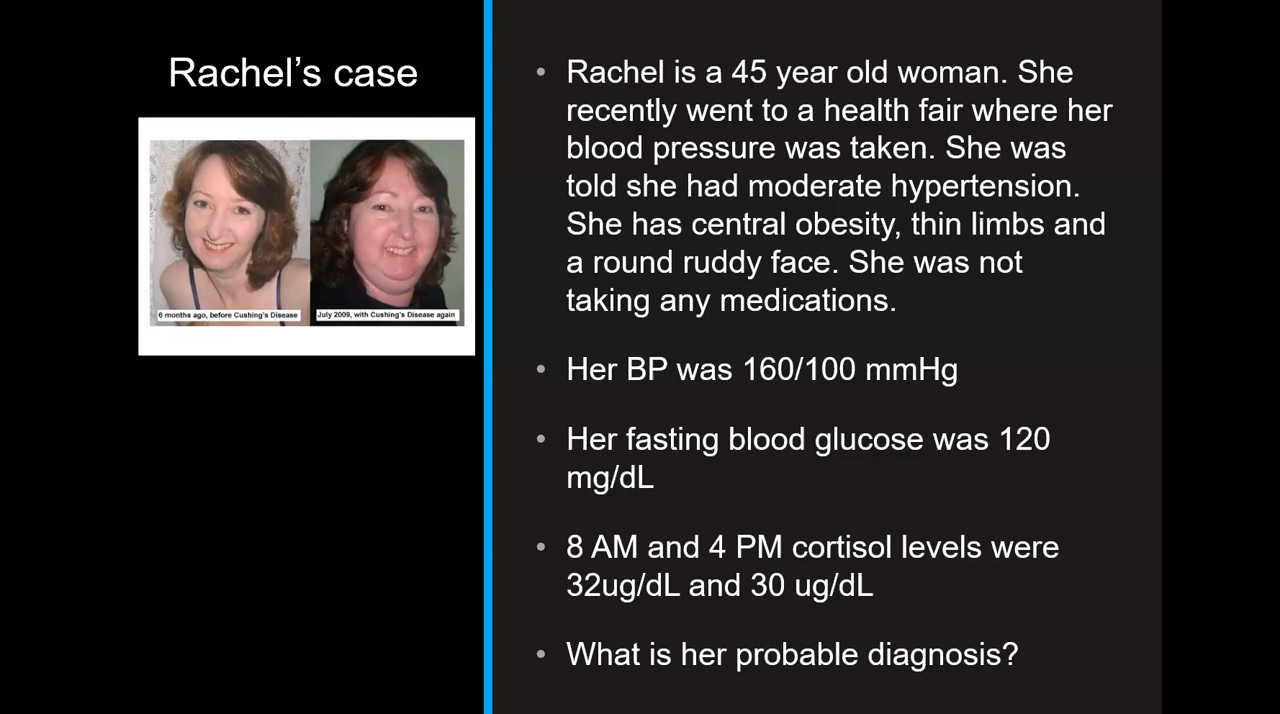 Rachel's case
6 months ago, before Cushing's Disease
July 2009, with Cushing's Disease again
• Rachel is a 45 year old woman. She
recently went to a health fair where her
blood pressure was taken. She was
told she had moderate hypertension.
She has central obesity, thin limbs and
a round ruddy face. She was not
taking any medications.
• Her BP was 160/100 mmHg
• Her fasting blood glucose was 120
mg/dL
• 8 AM and 4 PM cortisol levels were
32ug/dL and 30 ug/dL
• What is her probable diagnosis?